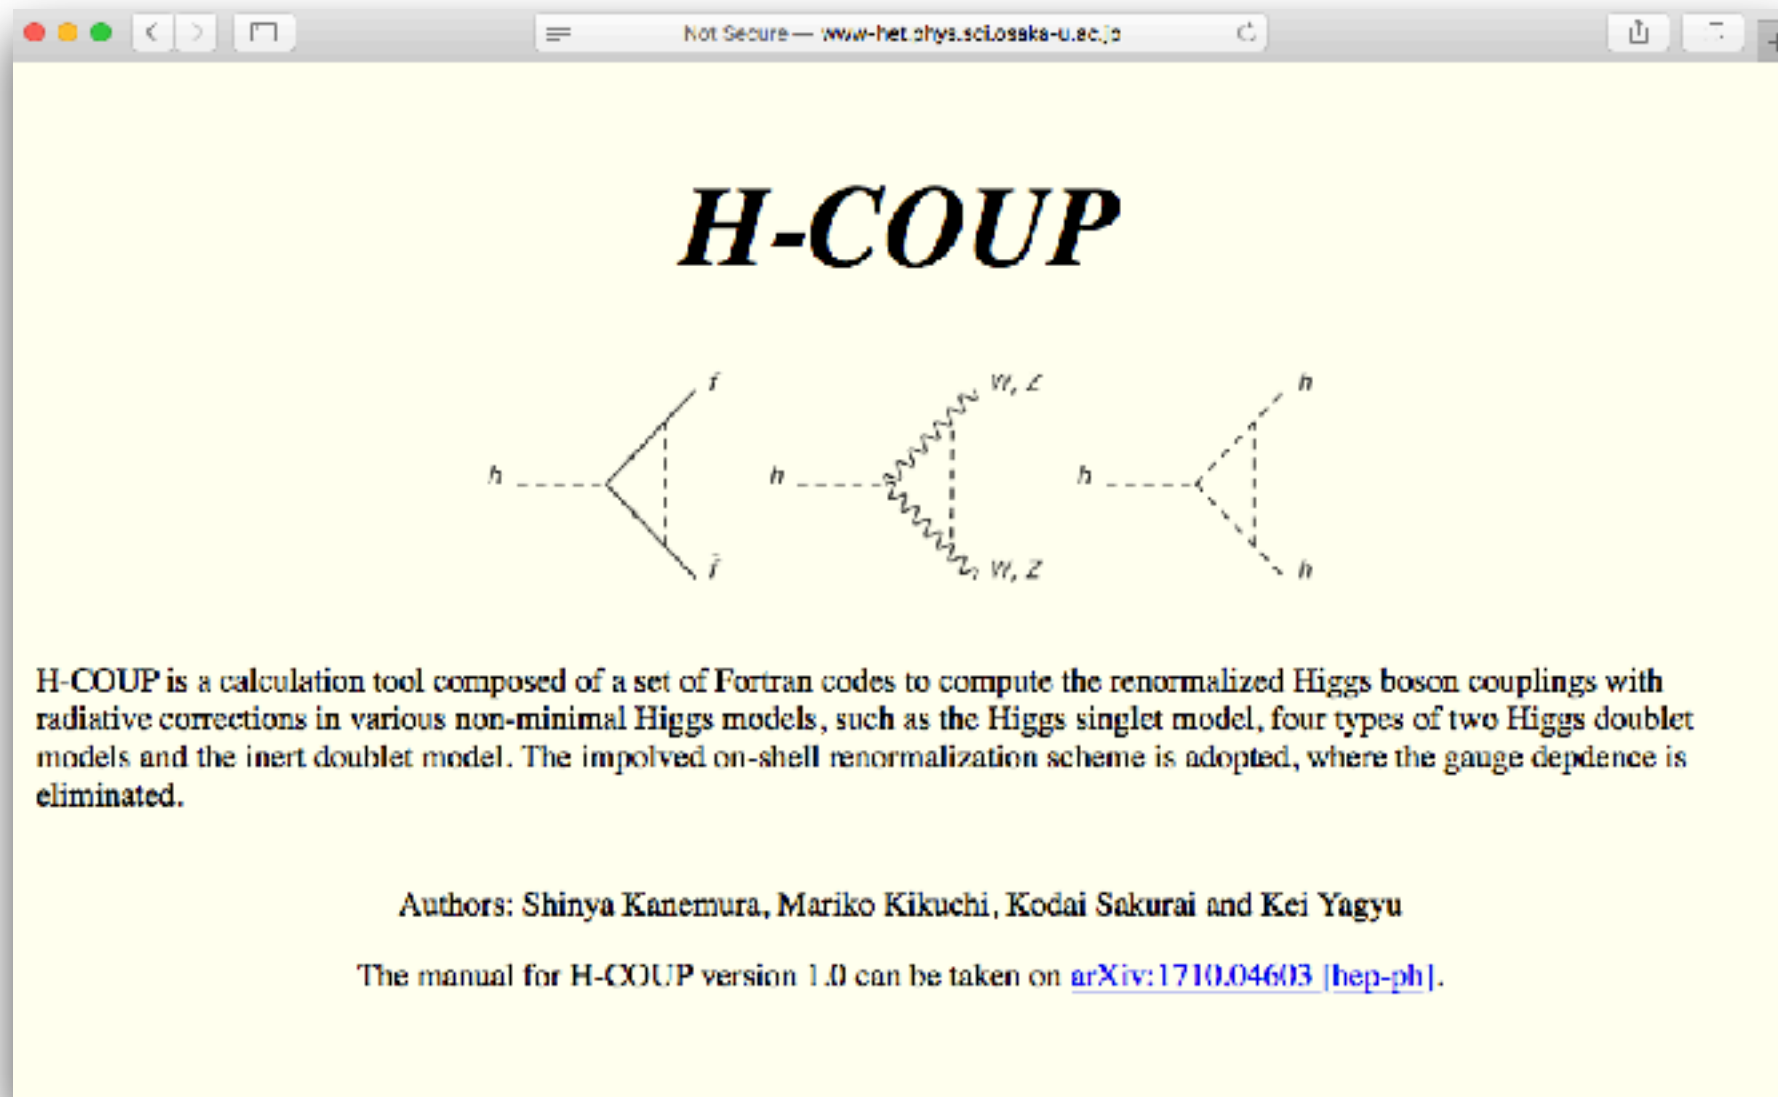 Not Secure — www-het.phys.sci.osaka-u.ac.jp
H-COUP
f W, Z h
h h h
f̄ W, Z h
H-COUP is a calculation tool composed of a set of Fortran codes to compute the renormalized Higgs boson couplings with
radiative corrections in various non-minimal Higgs models, such as the Higgs singlet model, four types of two Higgs doublet
models and the inert doublet model. The impolved on-shell renormalization scheme is adopted, where the gauge depdence is
eliminated.
Authors: Shinya Kanemura, Mariko Kikuchi, Kodai Sakurai and Kei Yagyu
The manual for H-COUP version 1.0 can be taken on arXiv:1710.04603 [hep-ph].